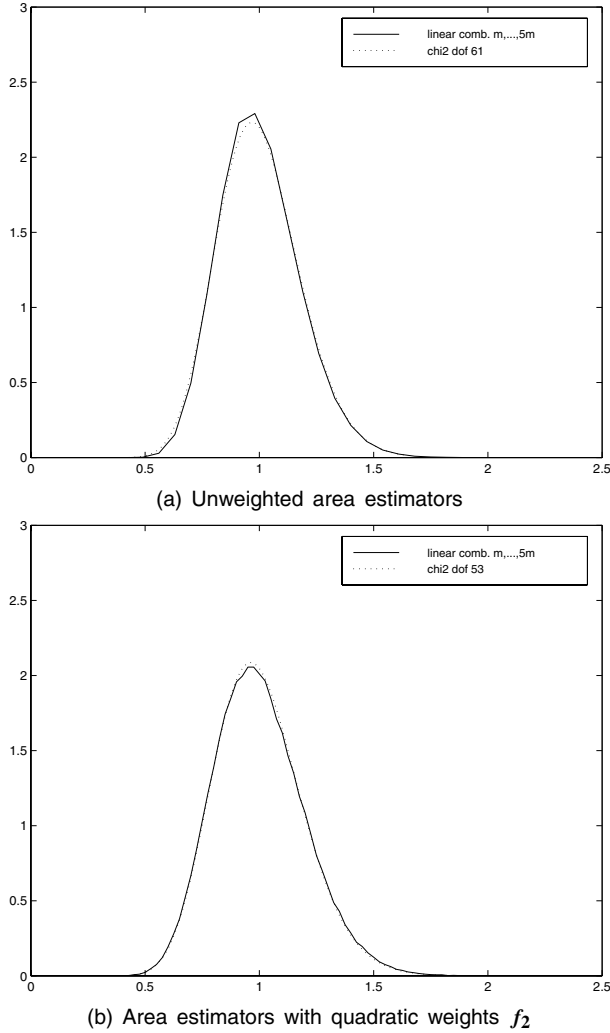 3
linear comb. m,...,5m
chi2 dof 61
2.5
2
1.5
1
0.5
0
0 0.5 1 1.5 2 2.5
(a) Unweighted area estimators
3
linear comb. m,...,5m
chi2 dof 53
2.5
2
1.5
1
0.5
0
0 0.5 1 1.5 2 2.5
(b) Area estimators with quadratic weights f₂